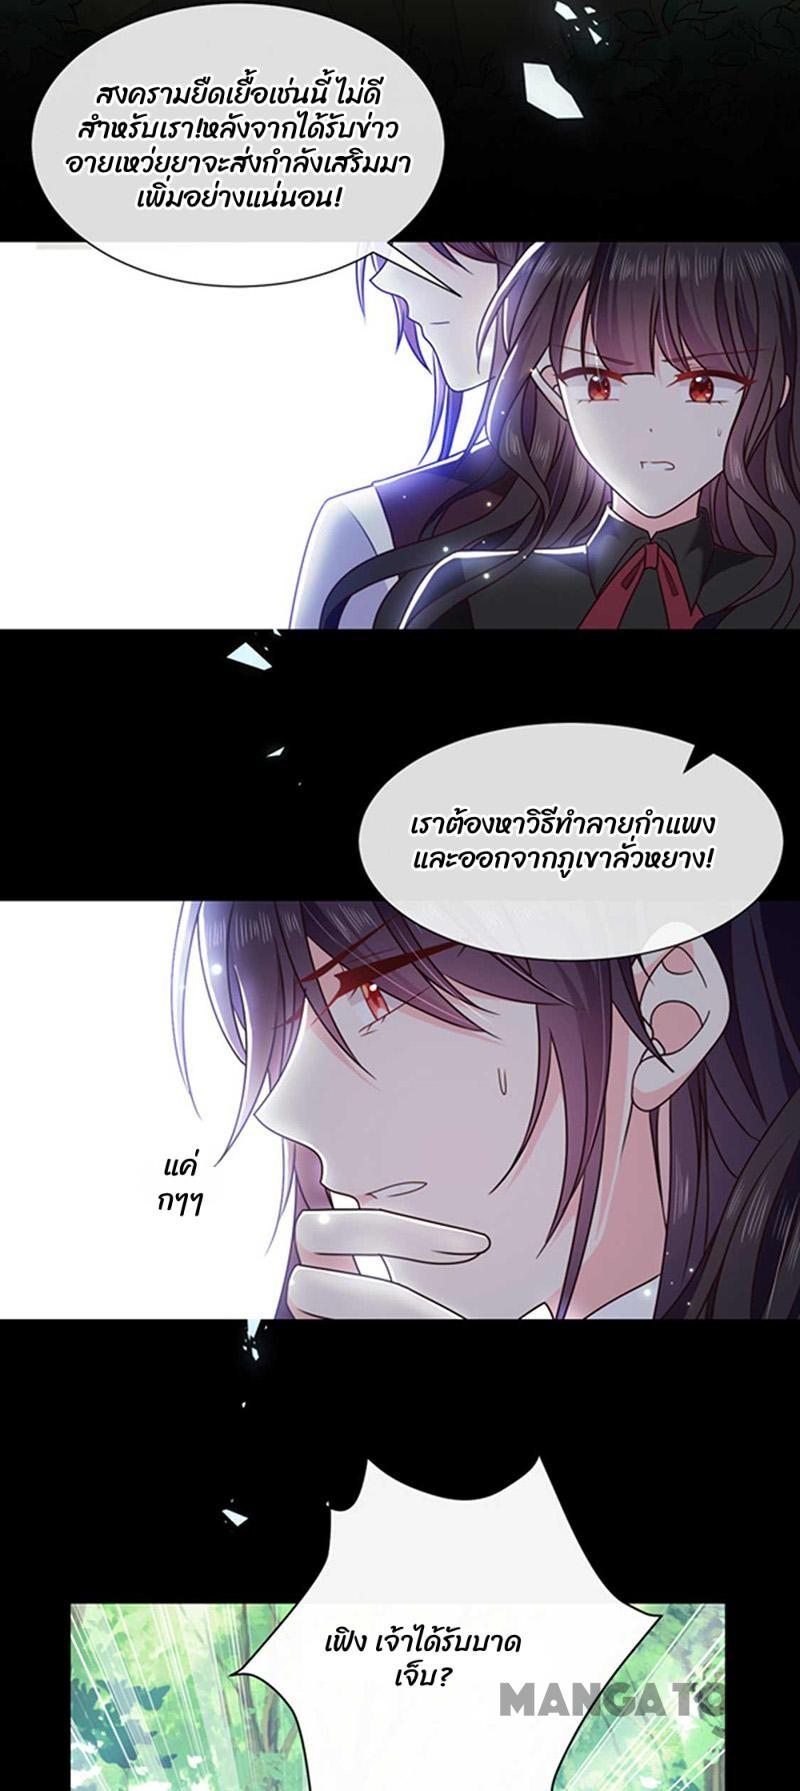 สงครามยืดเยื้อเช่นนี้ ไม่ดี
สำหรับเรา!หลังจากได้รับข่าว
อายเหว่ยยาจะส่งกำลังเสริมมา
เพิ่มอย่างแน่นอน!
เราต้องหาวิธีทำลายกำแพง
และออกจากภูเขาลั่วหยาง!
แค่
กๆๆ
เฟิง เจ้าได้รับบาด
เจ็บ?
MANGATO